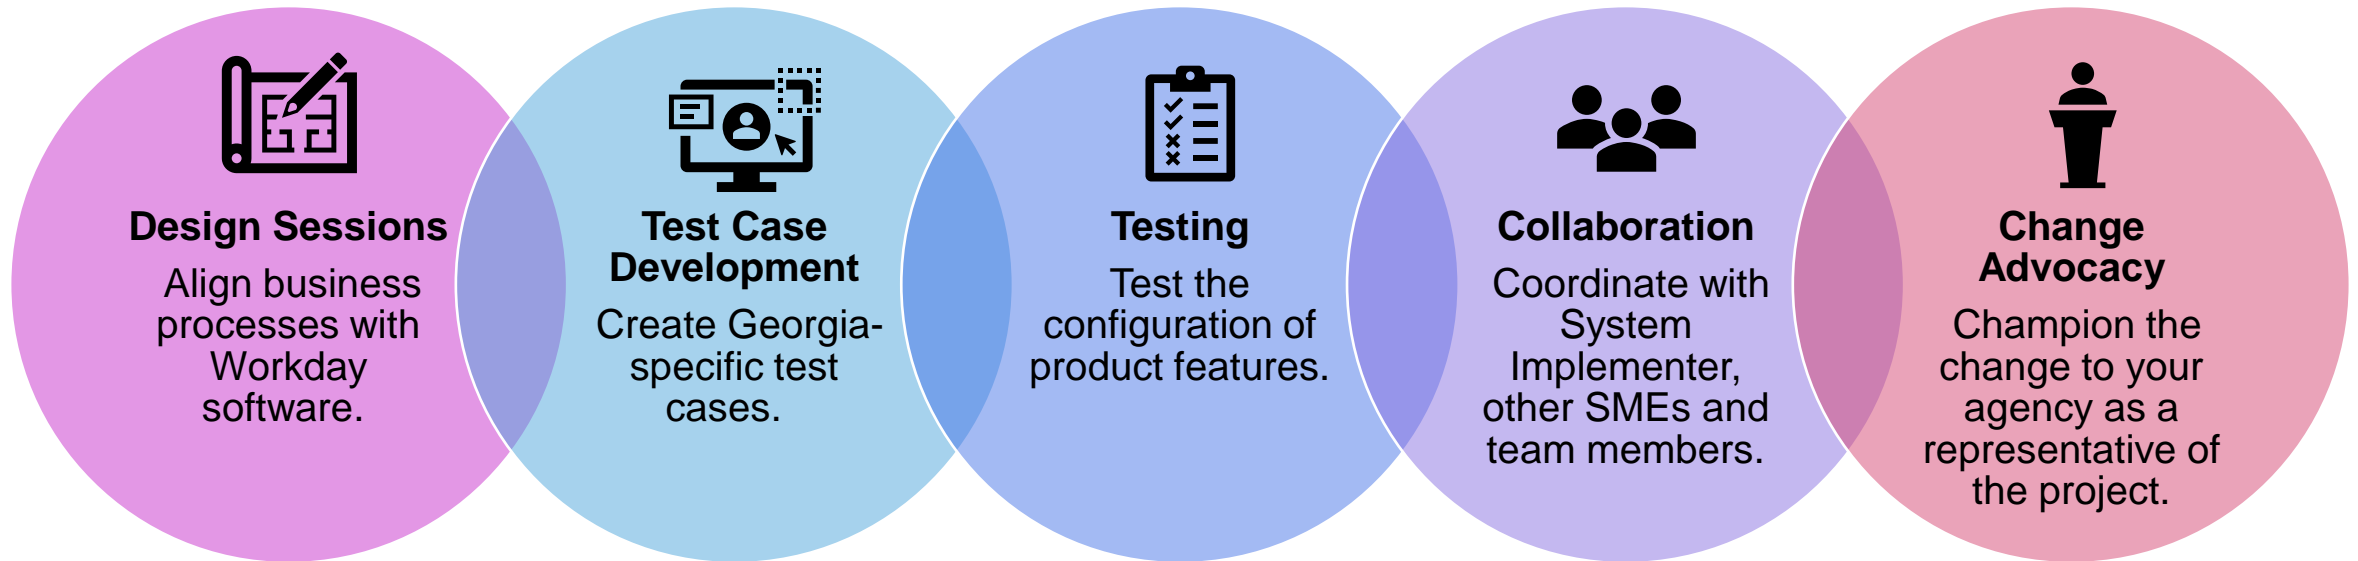 Design Sessions
Align business
processes with
Workday
software.
Test Case
Development
Create Georgia-
specific test
cases.
Testing
Test the
configuration of
product features.
Collaboration
Coordinate with
System
Implementer,
other SMEs and
team members.
Change
Advocacy
Champion the
change to your
agency as a
representative of
the project.